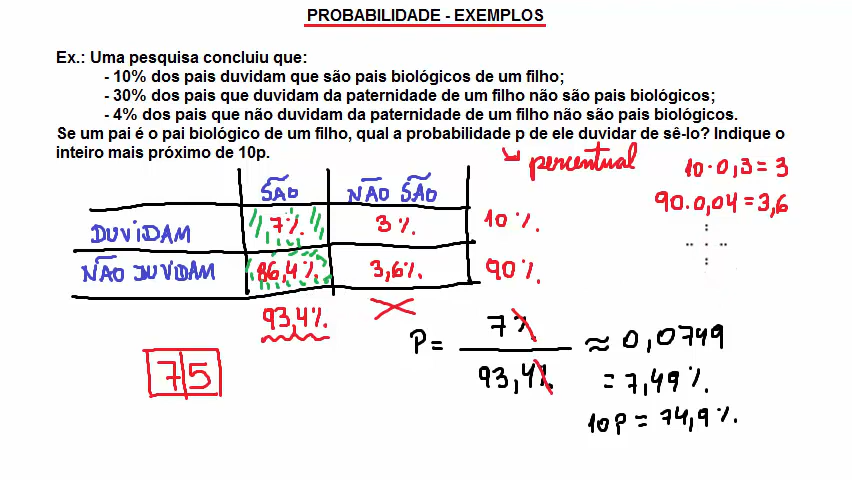 PROBABILIDADE - EXEMPLOS
Ex.: Uma pesquisa concluiu que:
- 10% dos pais duvidam que são pais biológicos de um filho;
- 30% dos pais que duvidam da paternidade de um filho não são pais biológicos;
- 4% dos pais que não duvidam da paternidade de um filho não são pais biológicos.
Se um pai é o pai biológico de um filho, qual a probabilidade p de ele duvidar de sê-lo? Indique o
inteiro mais próximo de 10p.
percentual
10·0,3=3
90·0,04=3,6
SÃO NÃO SÃO
DUVIDAM 7% 3% 10%
NÃO DUVIDAM 86,4% 3,6% 90%
93,4%
P= 7% / 93,4% ≈ 0,0749
= 7,49%
10P = 74,9%
75